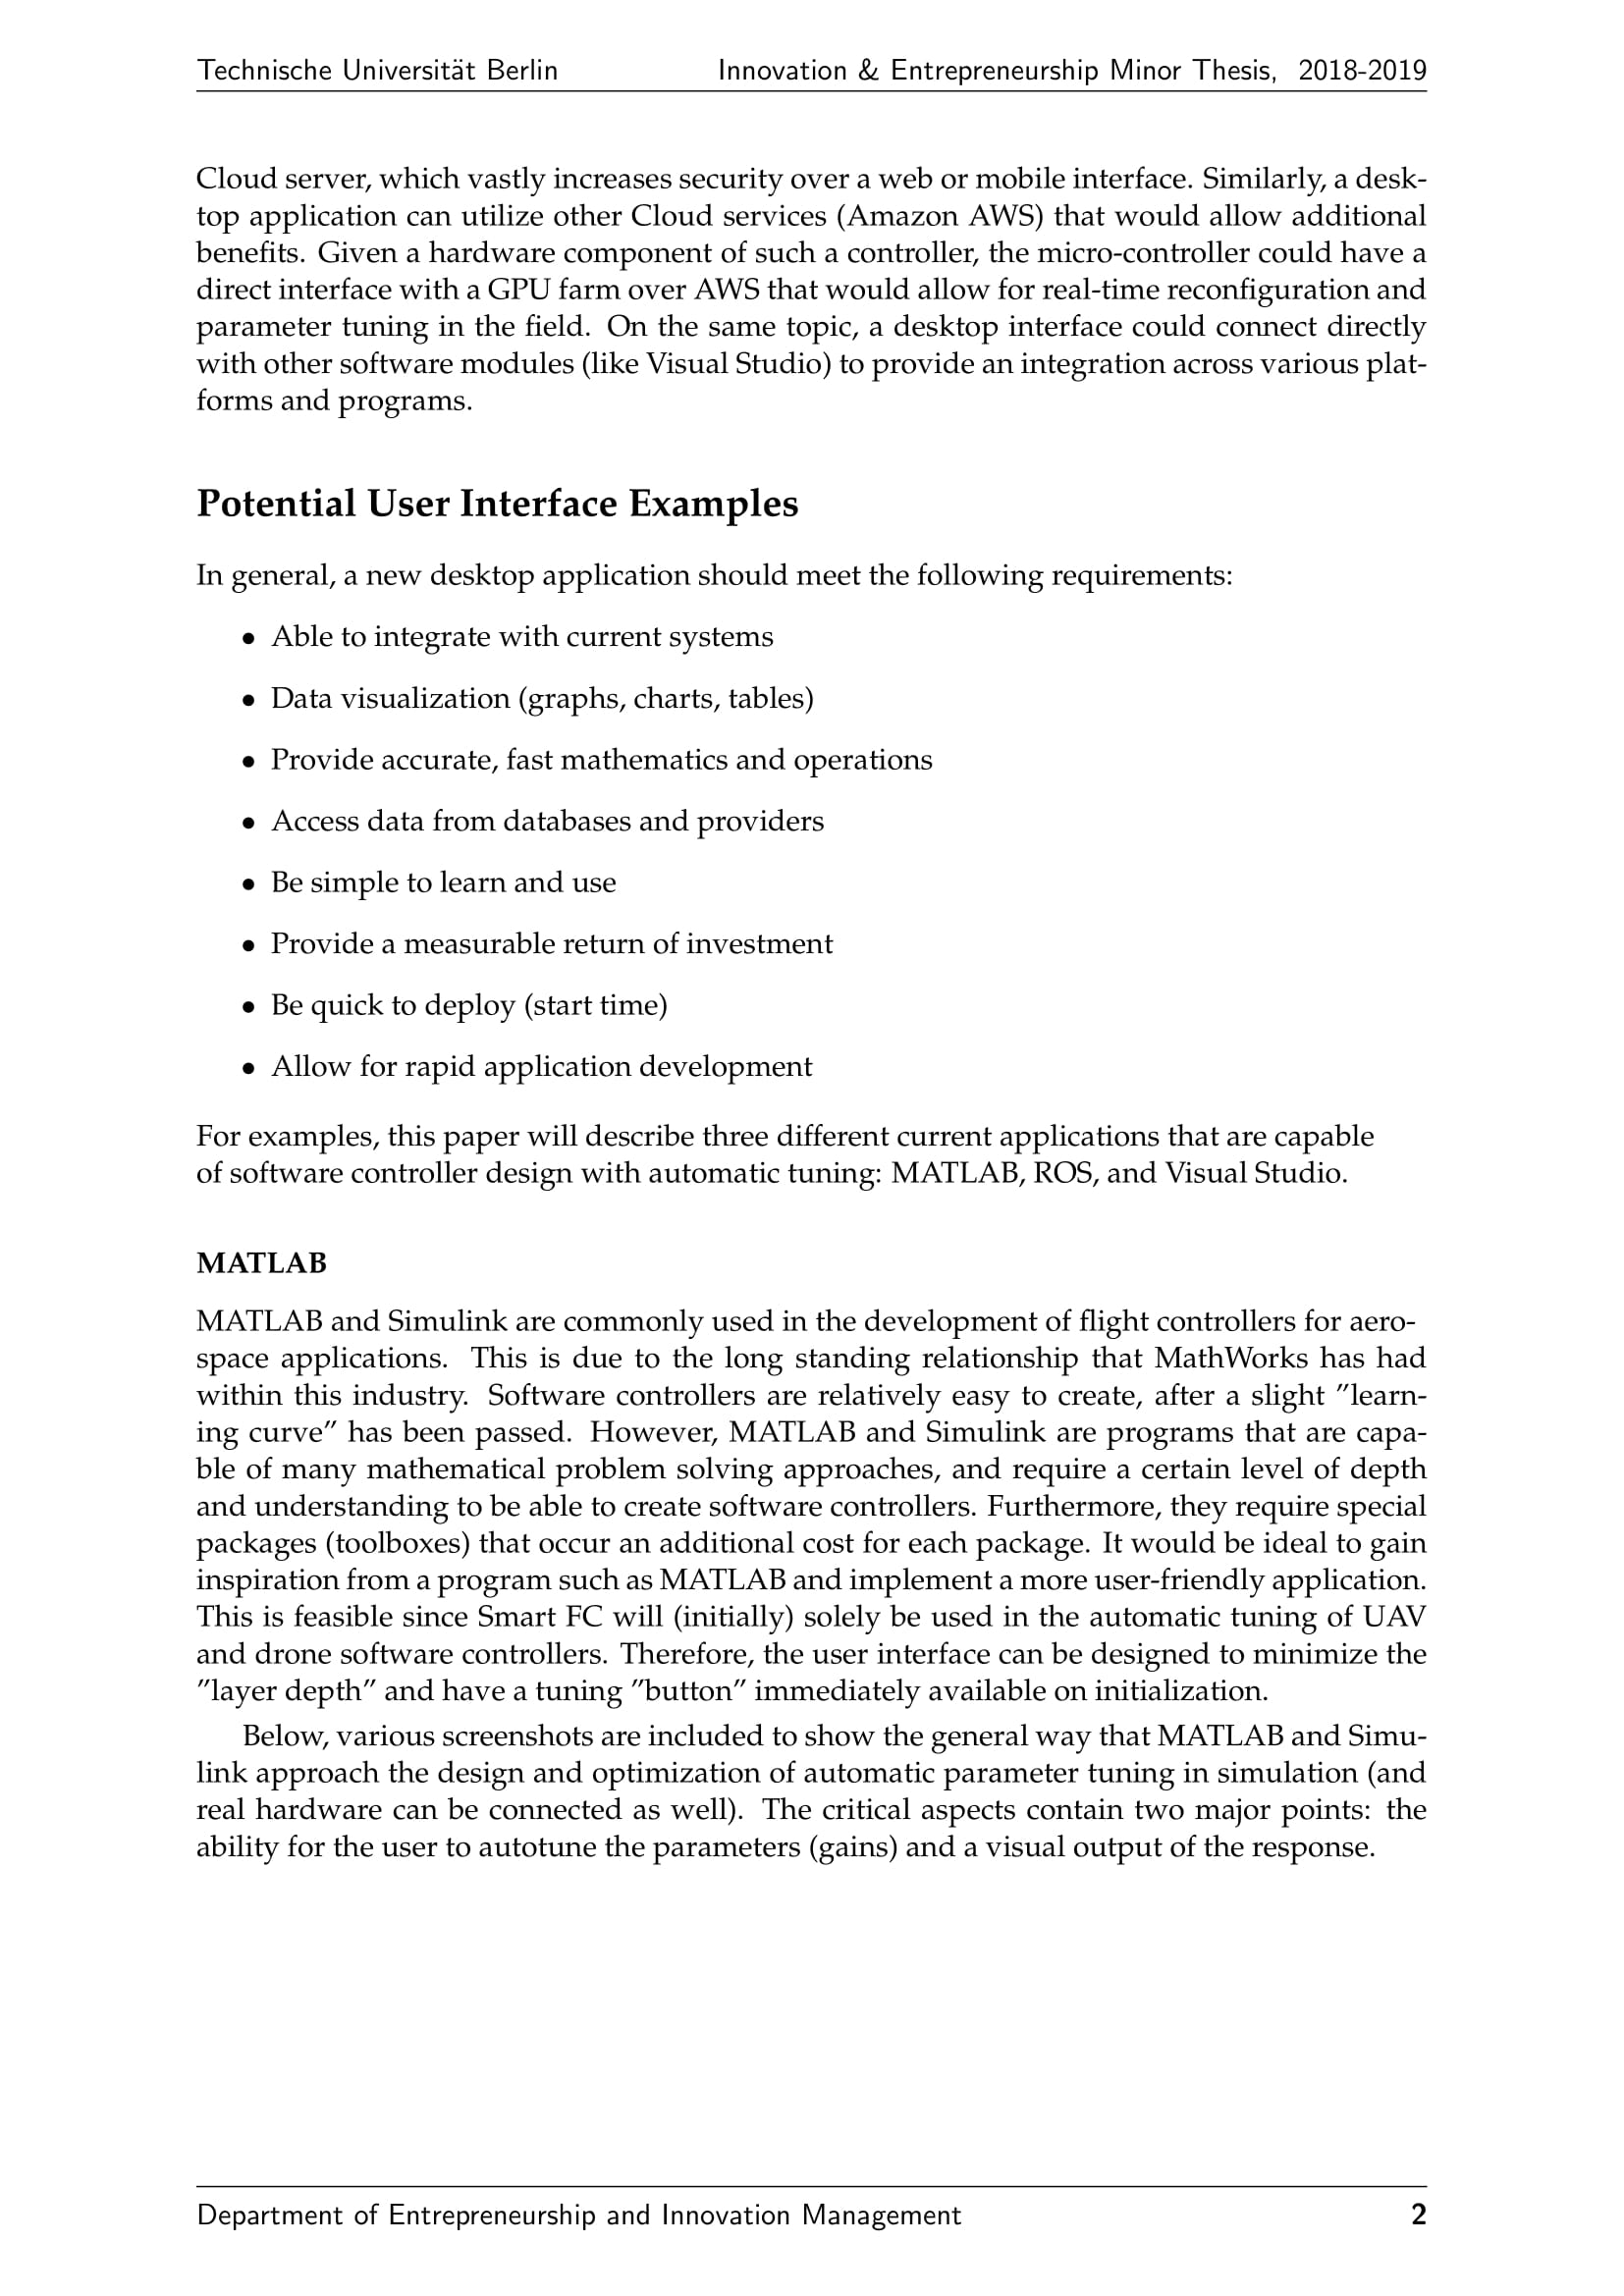 Technische Universität Berlin Innovation & Entrepreneurship Minor Thesis, 2018-2019
Cloud server, which vastly increases security over a web or mobile interface. Similarly, a desk-
top application can utilize other Cloud services (Amazon AWS) that would allow additional
benefits. Given a hardware component of such a controller, the micro-controller could have a
direct interface with a GPU farm over AWS that would allow for real-time reconfiguration and
parameter tuning in the field. On the same topic, a desktop interface could connect directly
with other software modules (like Visual Studio) to provide an integration across various plat-
forms and programs.
Potential User Interface Examples
In general, a new desktop application should meet the following requirements:
• Able to integrate with current systems
• Data visualization (graphs, charts, tables)
• Provide accurate, fast mathematics and operations
• Access data from databases and providers
• Be simple to learn and use
• Provide a measurable return of investment
• Be quick to deploy (start time)
• Allow for rapid application development
For examples, this paper will describe three different current applications that are capable
of software controller design with automatic tuning: MATLAB, ROS, and Visual Studio.
MATLAB
MATLAB and Simulink are commonly used in the development of flight controllers for aero-
space applications. This is due to the long standing relationship that MathWorks has had
within this industry. Software controllers are relatively easy to create, after a slight ”learn-
ing curve” has been passed. However, MATLAB and Simulink are programs that are capa-
ble of many mathematical problem solving approaches, and require a certain level of depth
and understanding to be able to create software controllers. Furthermore, they require special
packages (toolboxes) that occur an additional cost for each package. It would be ideal to gain
inspiration from a program such as MATLAB and implement a more user-friendly application.
This is feasible since Smart FC will (initially) solely be used in the automatic tuning of UAV
and drone software controllers. Therefore, the user interface can be designed to minimize the
”layer depth” and have a tuning ”button” immediately available on initialization.
Below, various screenshots are included to show the general way that MATLAB and Simu-
link approach the design and optimization of automatic parameter tuning in simulation (and
real hardware can be connected as well). The critical aspects contain two major points: the
ability for the user to autotune the parameters (gains) and a visual output of the response.
Department of Entrepreneurship and Innovation Management 2